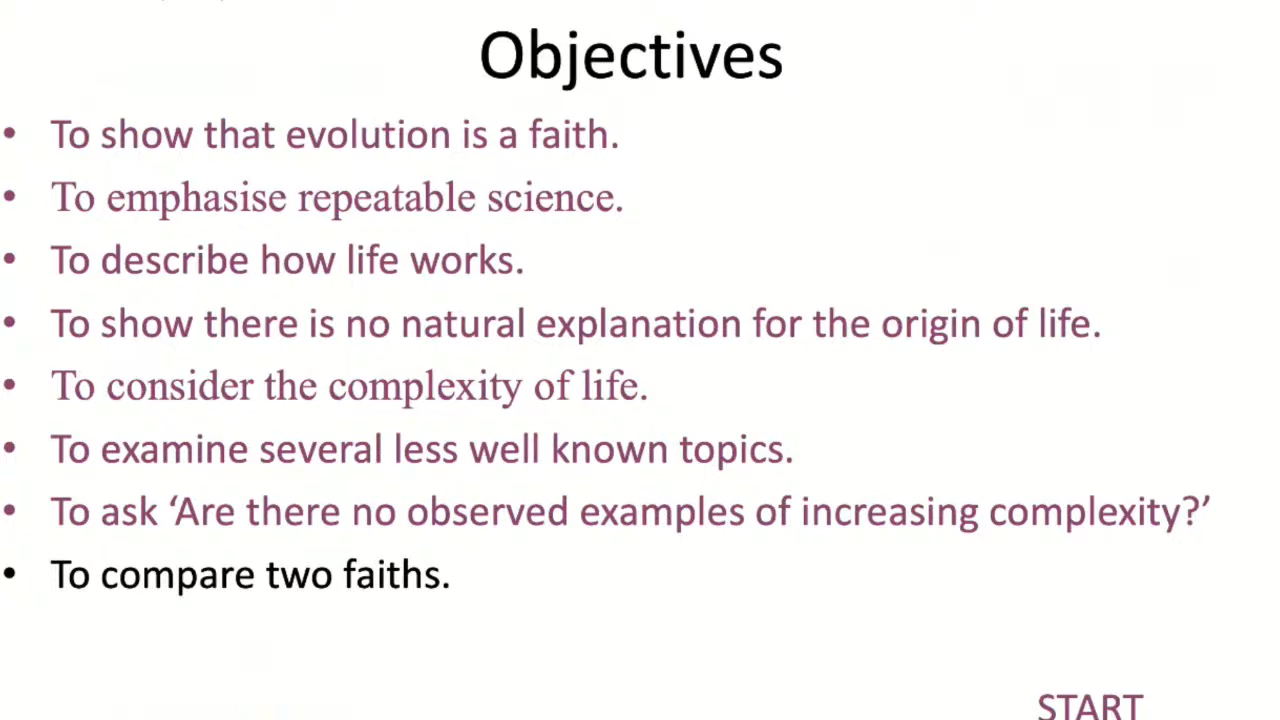 Objectives
• To show that evolution is a faith.
• To emphasise repeatable science.
• To describe how life works.
• To show there is no natural explanation for the origin of life.
• To consider the complexity of life.
• To examine several less well known topics.
• To ask ‘Are there no observed examples of increasing complexity?’
• To compare two faiths.
START